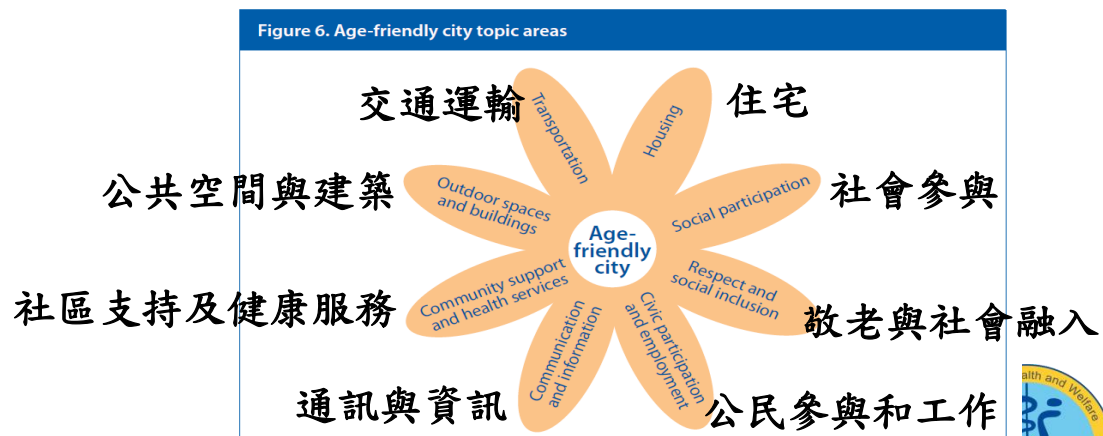 Figure 6. Age-friendly city topic areas
交通運輸
Transportation
Housing
住宅
公共空間與建築
Outdoor spaces
and buildings
Social participation
社會參與
Age-
friendly
city
社區支持及健康服務
Community support
and health services
Respect and
social inclusion
敬老與社會融入
通訊與資訊
Communication
and information
Civic participation
and employment
公民參與和工作
alth and Welfare